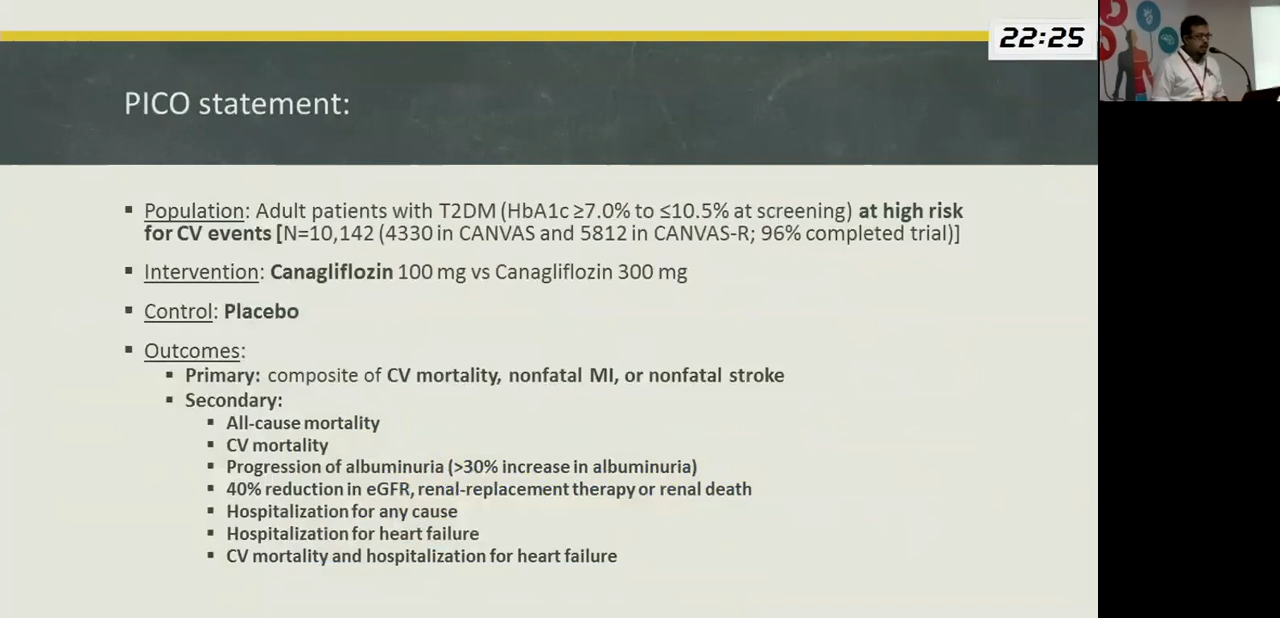 22:25
PICO statement:
▪ Population: Adult patients with T2DM (HbA1c ≥7.0% to ≤10.5% at screening) at high risk
for CV events [N=10,142 (4330 in CANVAS and 5812 in CANVAS-R; 96% completed trial)]
▪ Intervention: Canagliflozin 100 mg vs Canagliflozin 300 mg
▪ Control: Placebo
▪ Outcomes:
▪ Primary: composite of CV mortality, nonfatal MI, or nonfatal stroke
▪ Secondary:
▪ All-cause mortality
▪ CV mortality
▪ Progression of albuminuria (>30% increase in albuminuria)
▪ 40% reduction in eGFR, renal-replacement therapy or renal death
▪ Hospitalization for any cause
▪ Hospitalization for heart failure
▪ CV mortality and hospitalization for heart failure